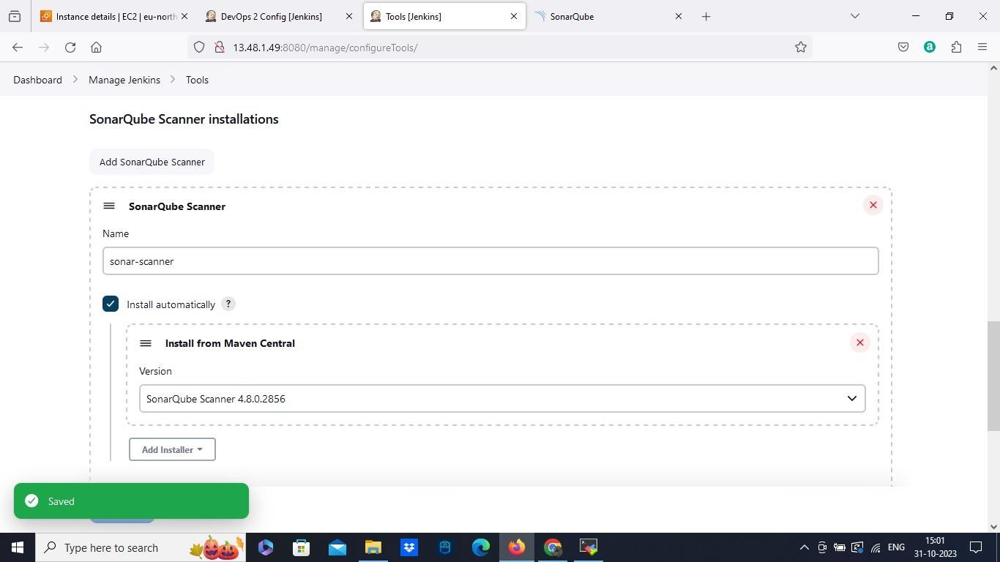 Instance details | EC2 | eu-north
DevOps 2 Config [Jenkins]
Tools [Jenkins]
SonarQube
13.48.1.49:8080/manage/configureTools/
a
Dashboard > Manage Jenkins > Tools
SonarQube Scanner installations
Add SonarQube Scanner
SonarQube Scanner
Name
sonar-scanner
Install automatically ?
Install from Maven Central
Version
SonarQube Scanner 4.8.0.2856
Add Installer
Saved
Type here to search
ENG
15:01
31-10-2023